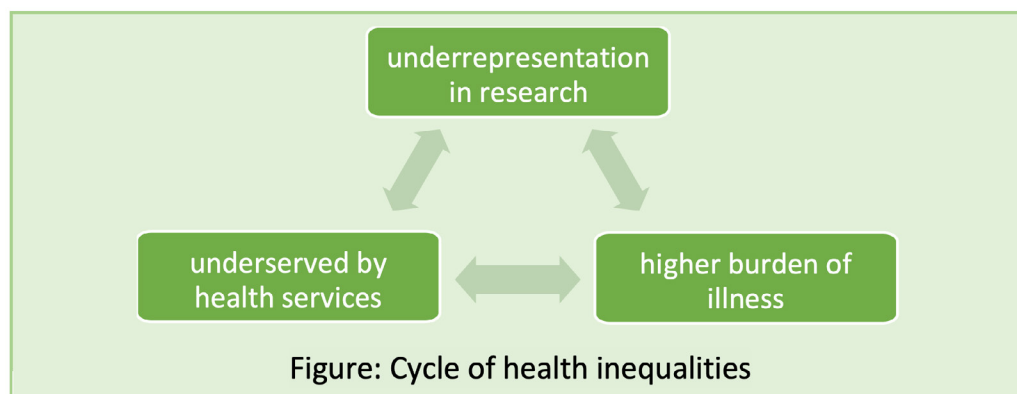 underrepresentation
in research
underserved by
health services
higher burden of
illness
Figure: Cycle of health inequalities